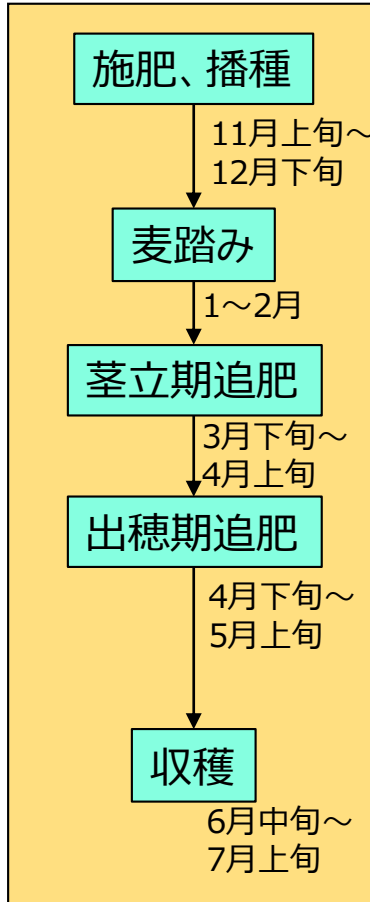 施肥、播種
11月上旬～
12月下旬
麦踏み
1～2月
茎立期追肥
3月下旬～
4月上旬
出穂期追肥
4月下旬～
5月上旬
収穫
6月中旬～
7月上旬